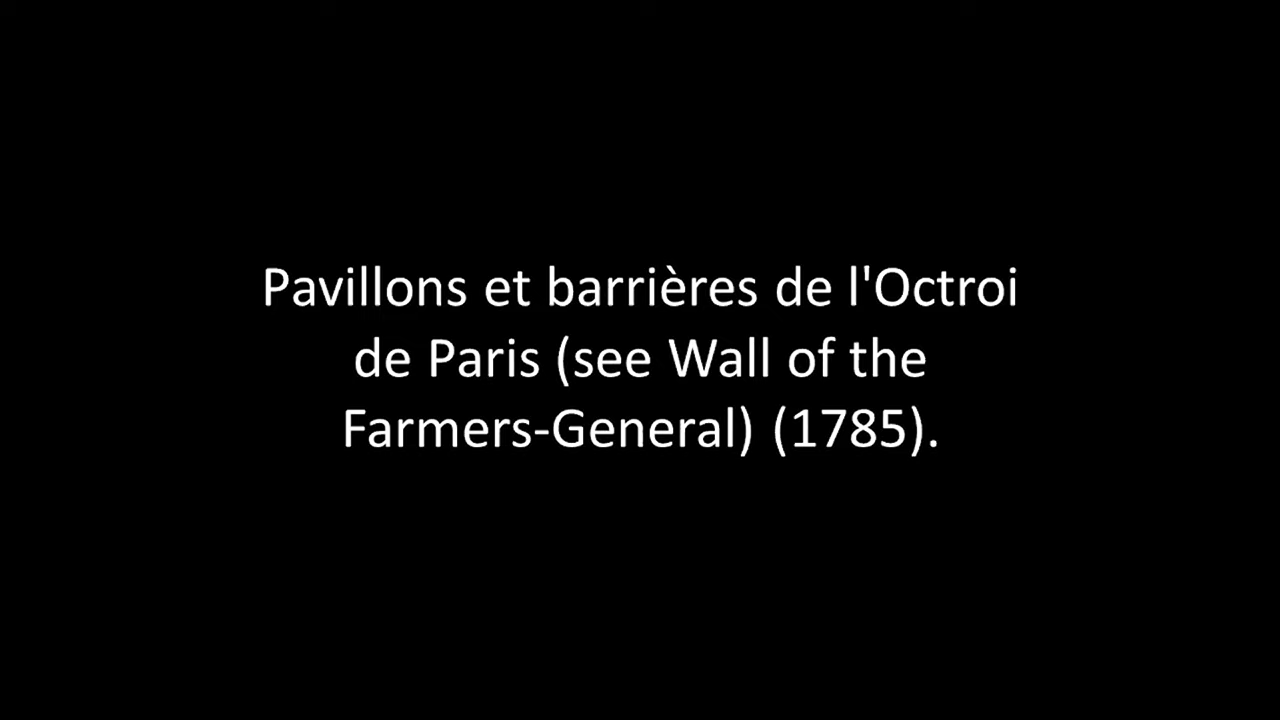 Pavillons et barrières de l'Octroi
de Paris (see Wall of the
Farmers-General) (1785).